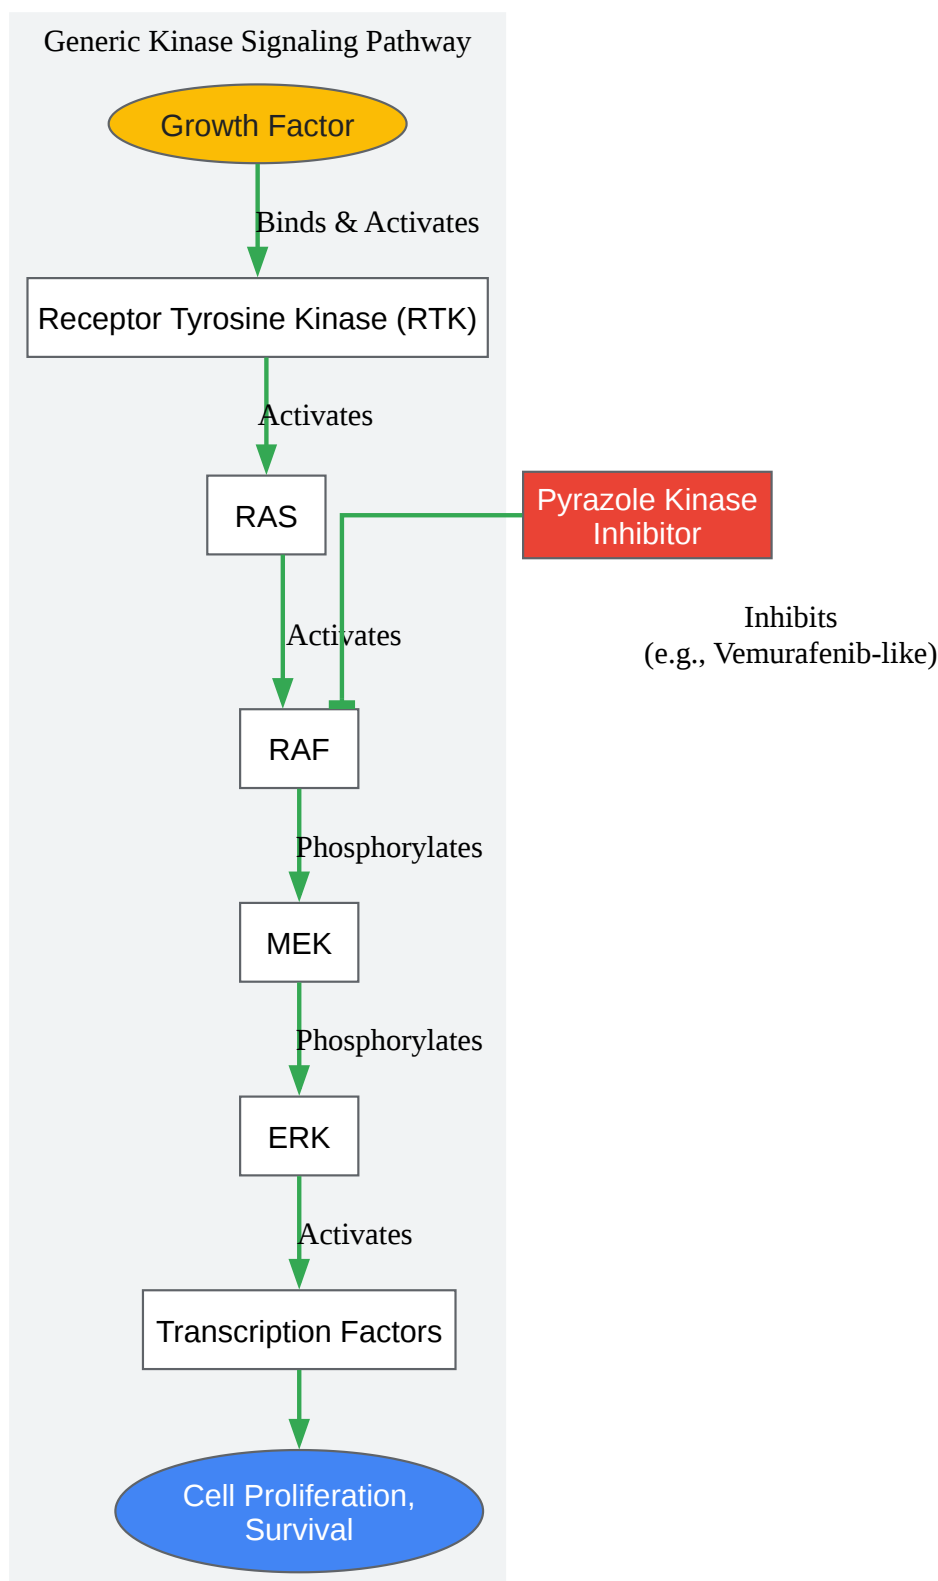 Generic Kinase Signaling Pathway
Growth Factor
Binds & Activates
Receptor Tyrosine Kinase (RTK)
Activates
RAS
Pyrazole Kinase
Inhibitor
Inhibits
(e.g., Vemurafenib-like)
Activates
RAF
Phosphorylates
MEK
Phosphorylates
ERK
Activates
Transcription Factors
Cell Proliferation,
Survival